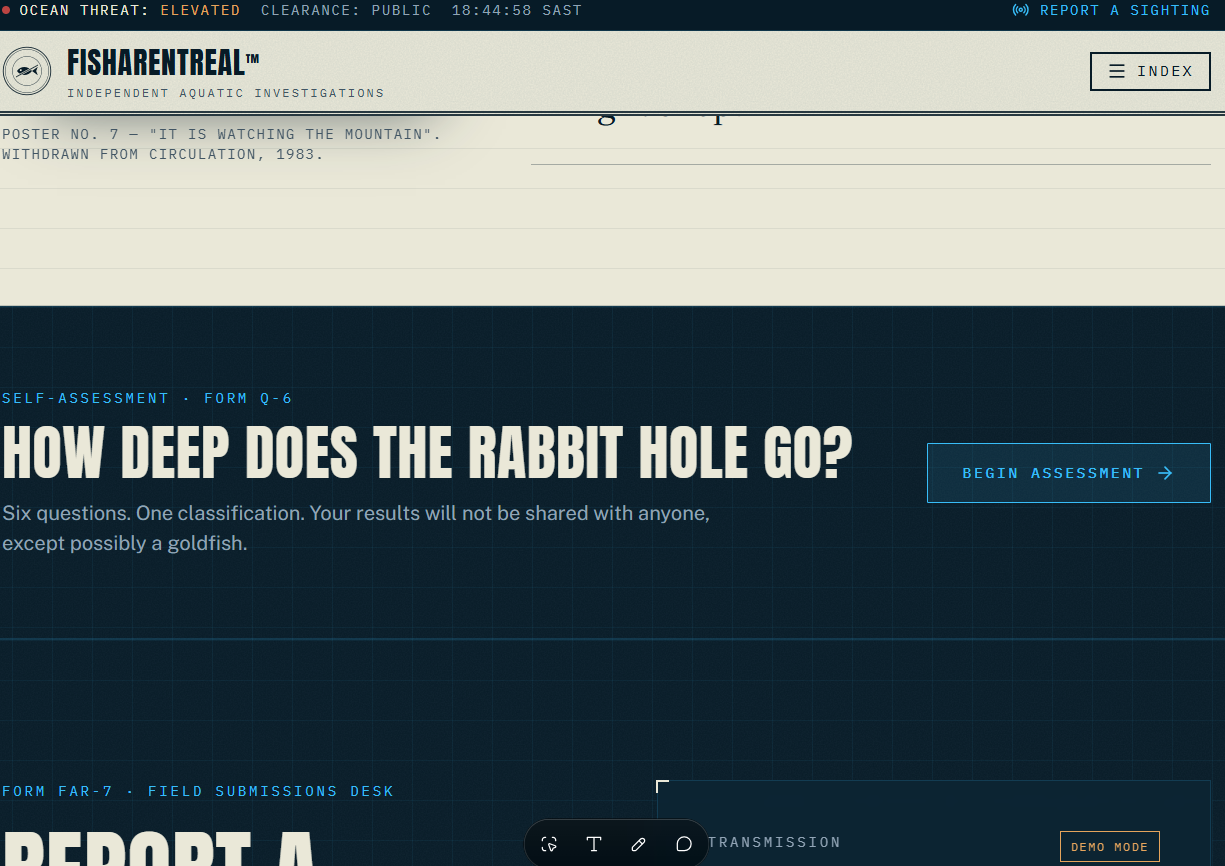 OCEAN THREAT: ELEVATED CLEARANCE: PUBLIC 18:44:58 SAST
REPORT A SIGHTING
FISHARENTREAL™
INDEPENDENT AQUATIC INVESTIGATIONS
INDEX
POSTER NO. 7 — "IT IS WATCHING THE MOUNTAIN".
WITHDRAWN FROM CIRCULATION, 1983.
SELF-ASSESSMENT · FORM Q-6
HOW DEEP DOES THE RABBIT HOLE GO?
BEGIN ASSESSMENT →
Six questions. One classification. Your results will not be shared with anyone,
except possibly a goldfish.
FORM FAR-7 · FIELD SUBMISSIONS DESK
REPORT A
TRANSMISSION
DEMO MODE